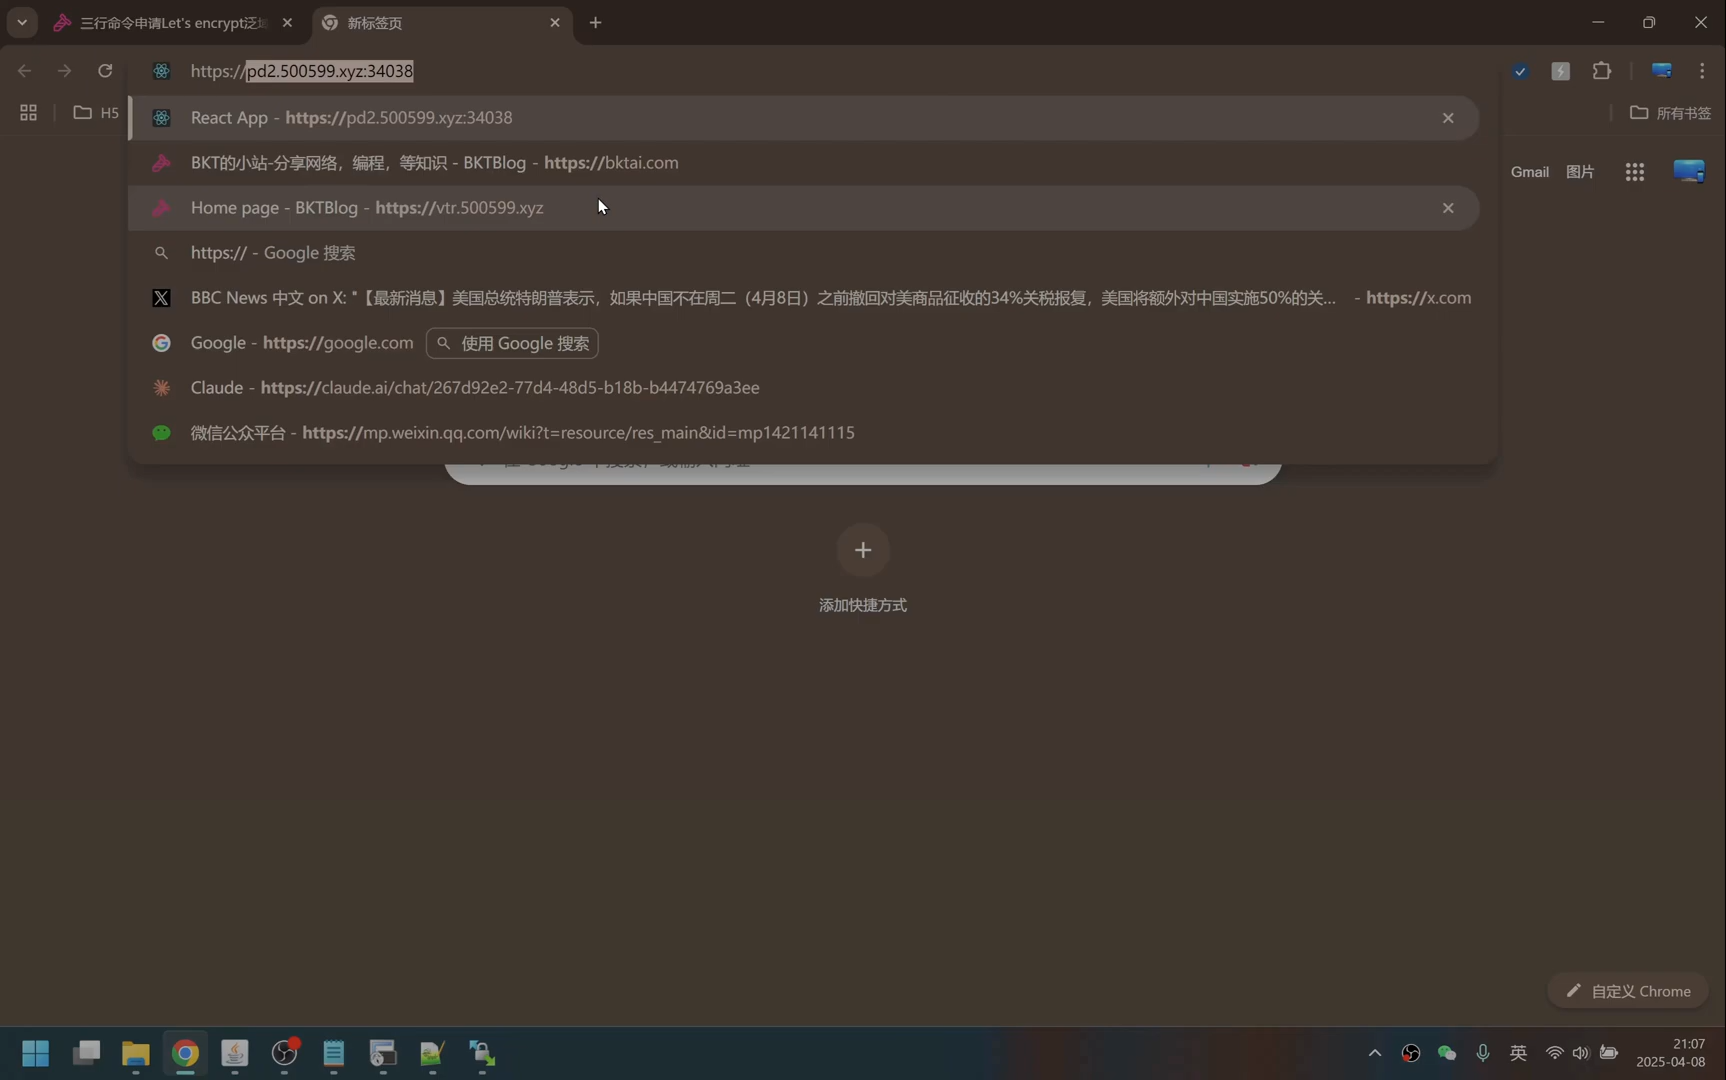 三行命令申请Let's encrypt泛域
新标签页
https://pd2.500599.xyz:34038
React App - https://pd2.500599.xyz:34038
H5
所有书签
BKT的小站-分享网络，编程，等知识 - BKTBlog - https://bktai.com
Gmail 图片
Home page - BKTBlog - https://vtr.500599.xyz
https:// - Google 搜索
BBC News 中文 on X: "【最新消息】美国总统特朗普表示，如果中国不在周二（4月8日）之前撤回对美商品征收的34%关税报复，美国将额外对中国实施50%的关... - https://x.com
Google - https://google.com 使用 Google 搜索
Claude - https://claude.ai/chat/267d92e2-77d4-48d5-b18b-b4474769a3ee
微信公众平台 - https://mp.weixin.qq.com/wiki?t=resource/res_main&id=mp1421141115
添加快捷方式
自定义 Chrome
英
21:07
2025-04-08